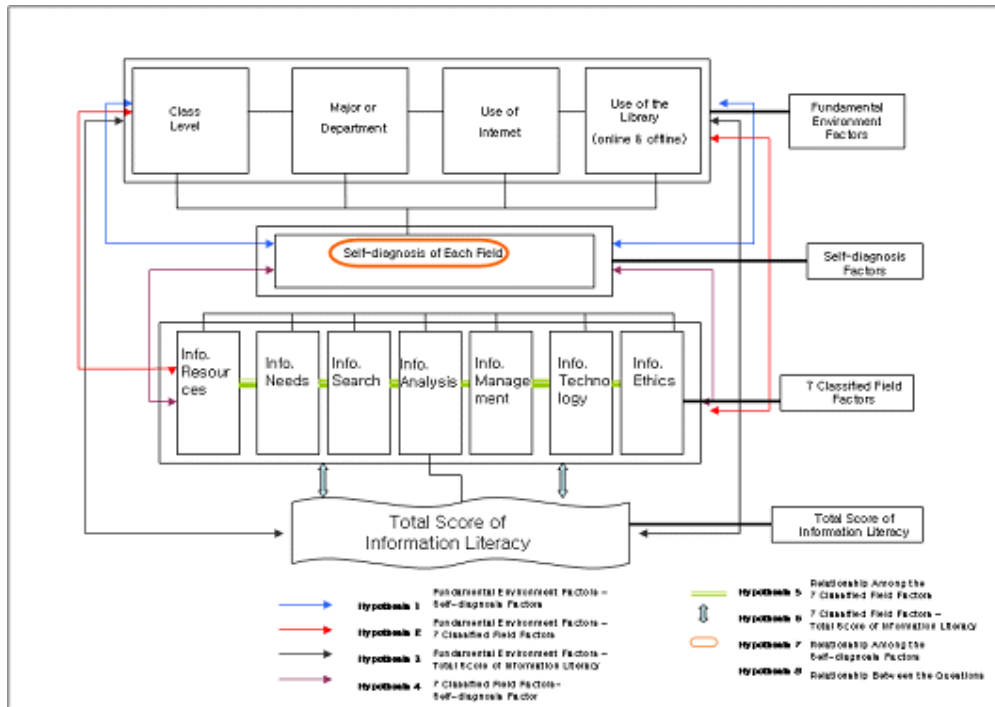 Class
Level
Major or
Department
Use of
Internet
Use of the
Library
(online & offline)
Fundamental
Environment
Factors
Self-diagnosis of Each Field
Self-diagnosis
Factors
Info.
Resour
ces
Info.
Needs
Info.
Search
Info.
Analysis
Info.
Manage
ment
Info.
Techno
logy
Info.
Ethics
7 Classified Field
Factors
Total Score of
Information Literacy
Total Score of
Information Literacy
Hypothesis 1
Fundamental Environment Factors –
Self-diagnosis Factors
Hypothesis 2
Fundamental Environment Factors –
7 Classified Field Factors
Hypothesis 3
Fundamental Environment Factors –
Total Score of Information Literacy
Hypothesis 4
7 Classified Field Factors–
Self-diagnosis Factor
Hypothesis 5
Relationship Among the
7 Classified Field Factors
Hypothesis 6
7 Classified Field Factors –
Total Score of Information Literacy
Hypothesis 7
Relationship Among the
Self-diagnosis Factors
Hypothesis 8
Relationship Between the Questions